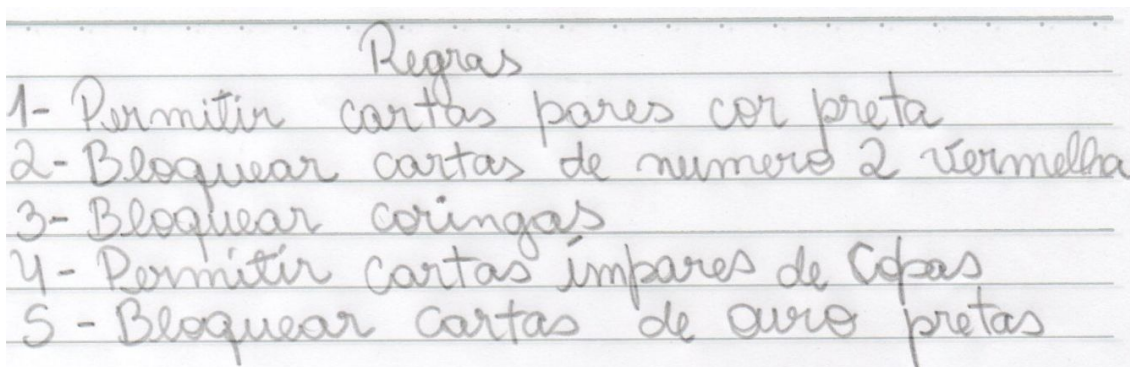 Regras
1- Permitir cartas pares cor preta
2- Bloquear cartas de numero 2 vermelha
3- Bloquear coringas
4- Permitir cartas ímpares de Copas
5- Bloquear cartas de ouro pretas